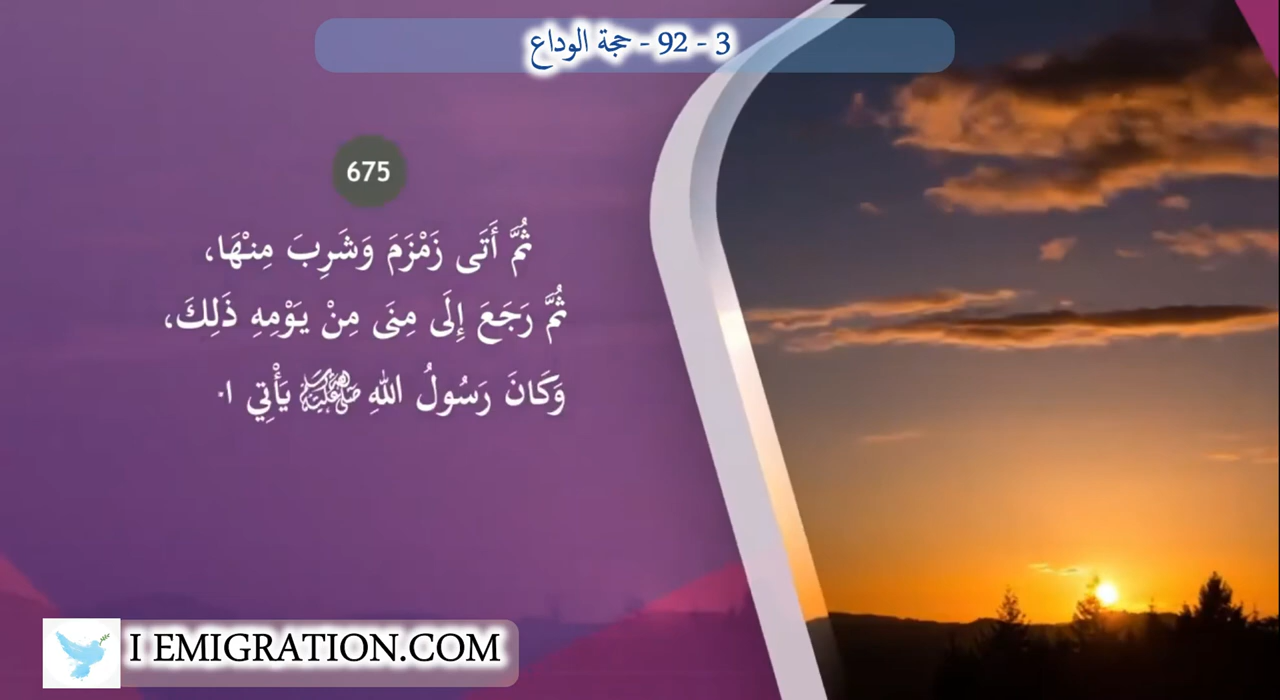 3 - 92 - حجة الوداع
675
ثُمَّ أَتَى زَمْزَمَ وَشَرِبَ مِنْهَا،
ثُمَّ رَجَعَ إِلَى مِنَى مِنْ يَوْمِهِ ذَلِكَ،
وَكَانَ رَسُولُ اللهِ ﷺ يَأْتِي
I EMIGRATION.COM